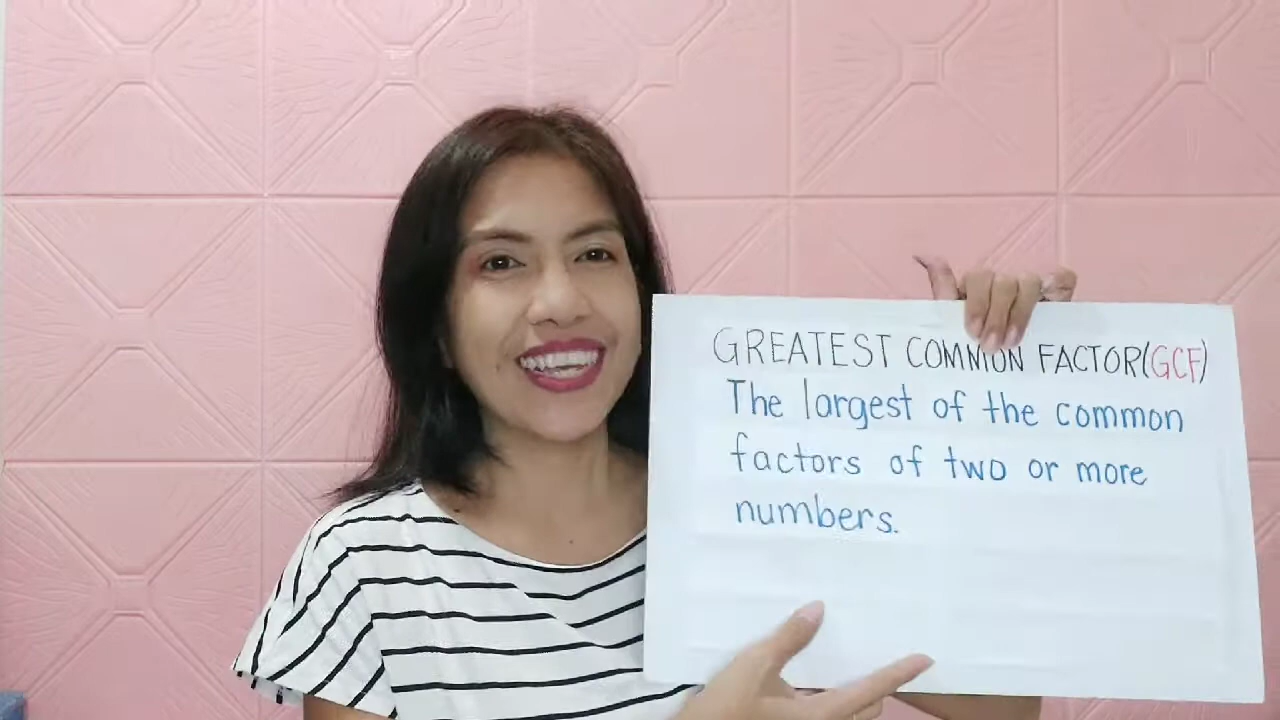 GREATEST COMMON FACTOR(GCF)
The largest of the common
factors of two or more
numbers.